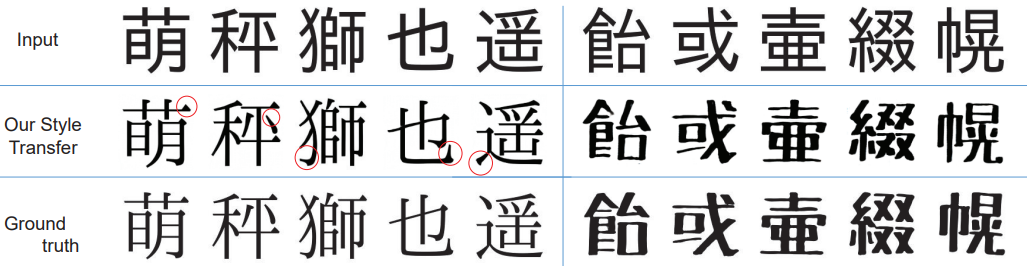 Input 萌 秤 獅 也 遥 飴 或 壷 綴 幌
Our Style
Transfer 萌 秤 獅 也 遥 飴 或 壷 綴 幌
Ground
truth 萌 秤 獅 也 遥 飴 或 壷 綴 幌